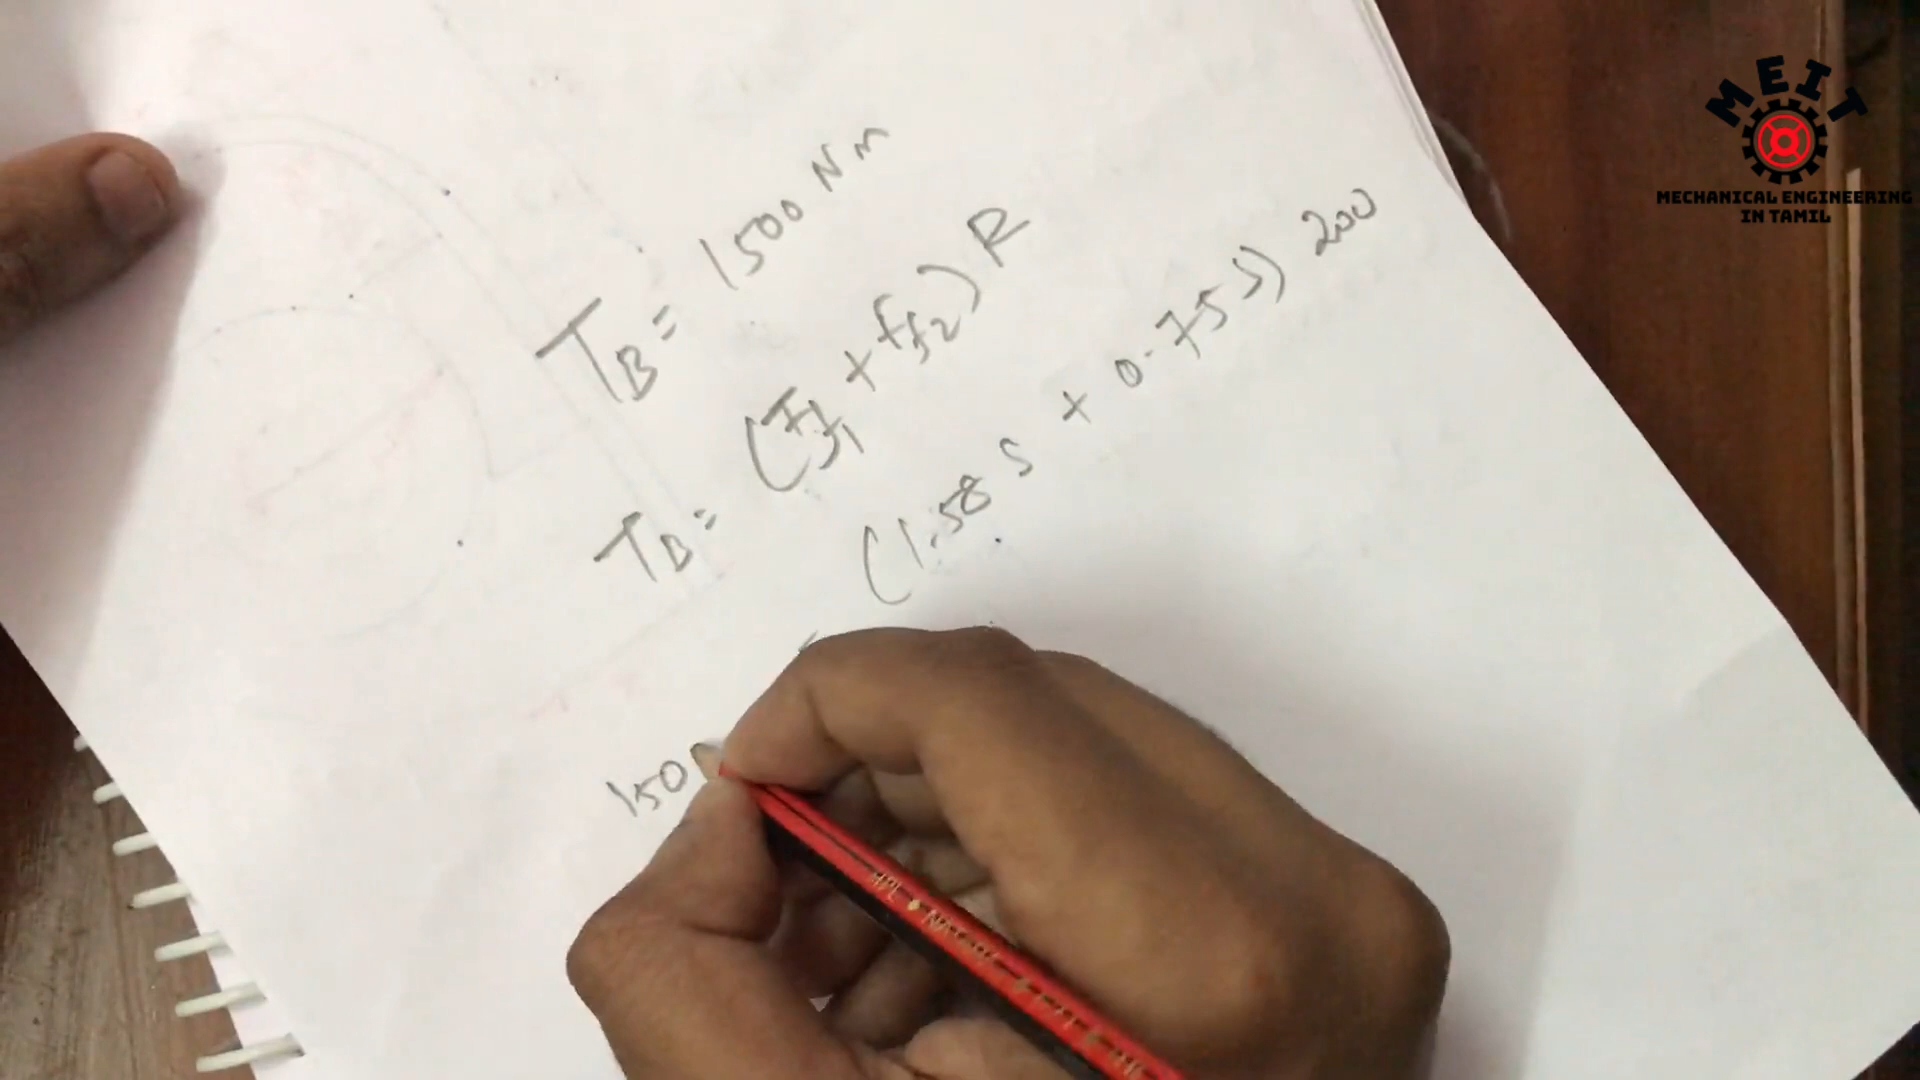 MEIT
MECHANICAL ENGINEERING
IN TAMIL
TB = 1500 Nm
TB = (Ff1 + Ff2) R
(1.58 S + 0.75 S) 200
150